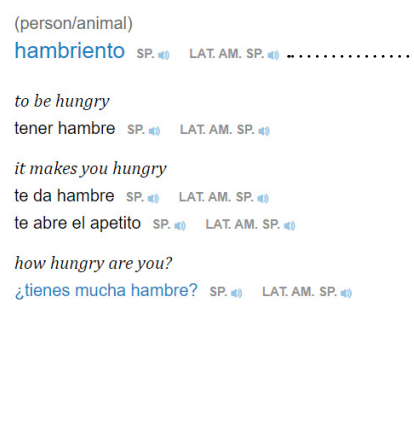 (person/animal)
hambriento SP. LAT. AM. SP. ................
to be hungry
tener hambre SP. LAT. AM. SP.
it makes you hungry
te da hambre SP. LAT. AM. SP.
te abre el apetito SP. LAT. AM. SP.
how hungry are you?
¿tienes mucha hambre? SP. LAT. AM. SP.